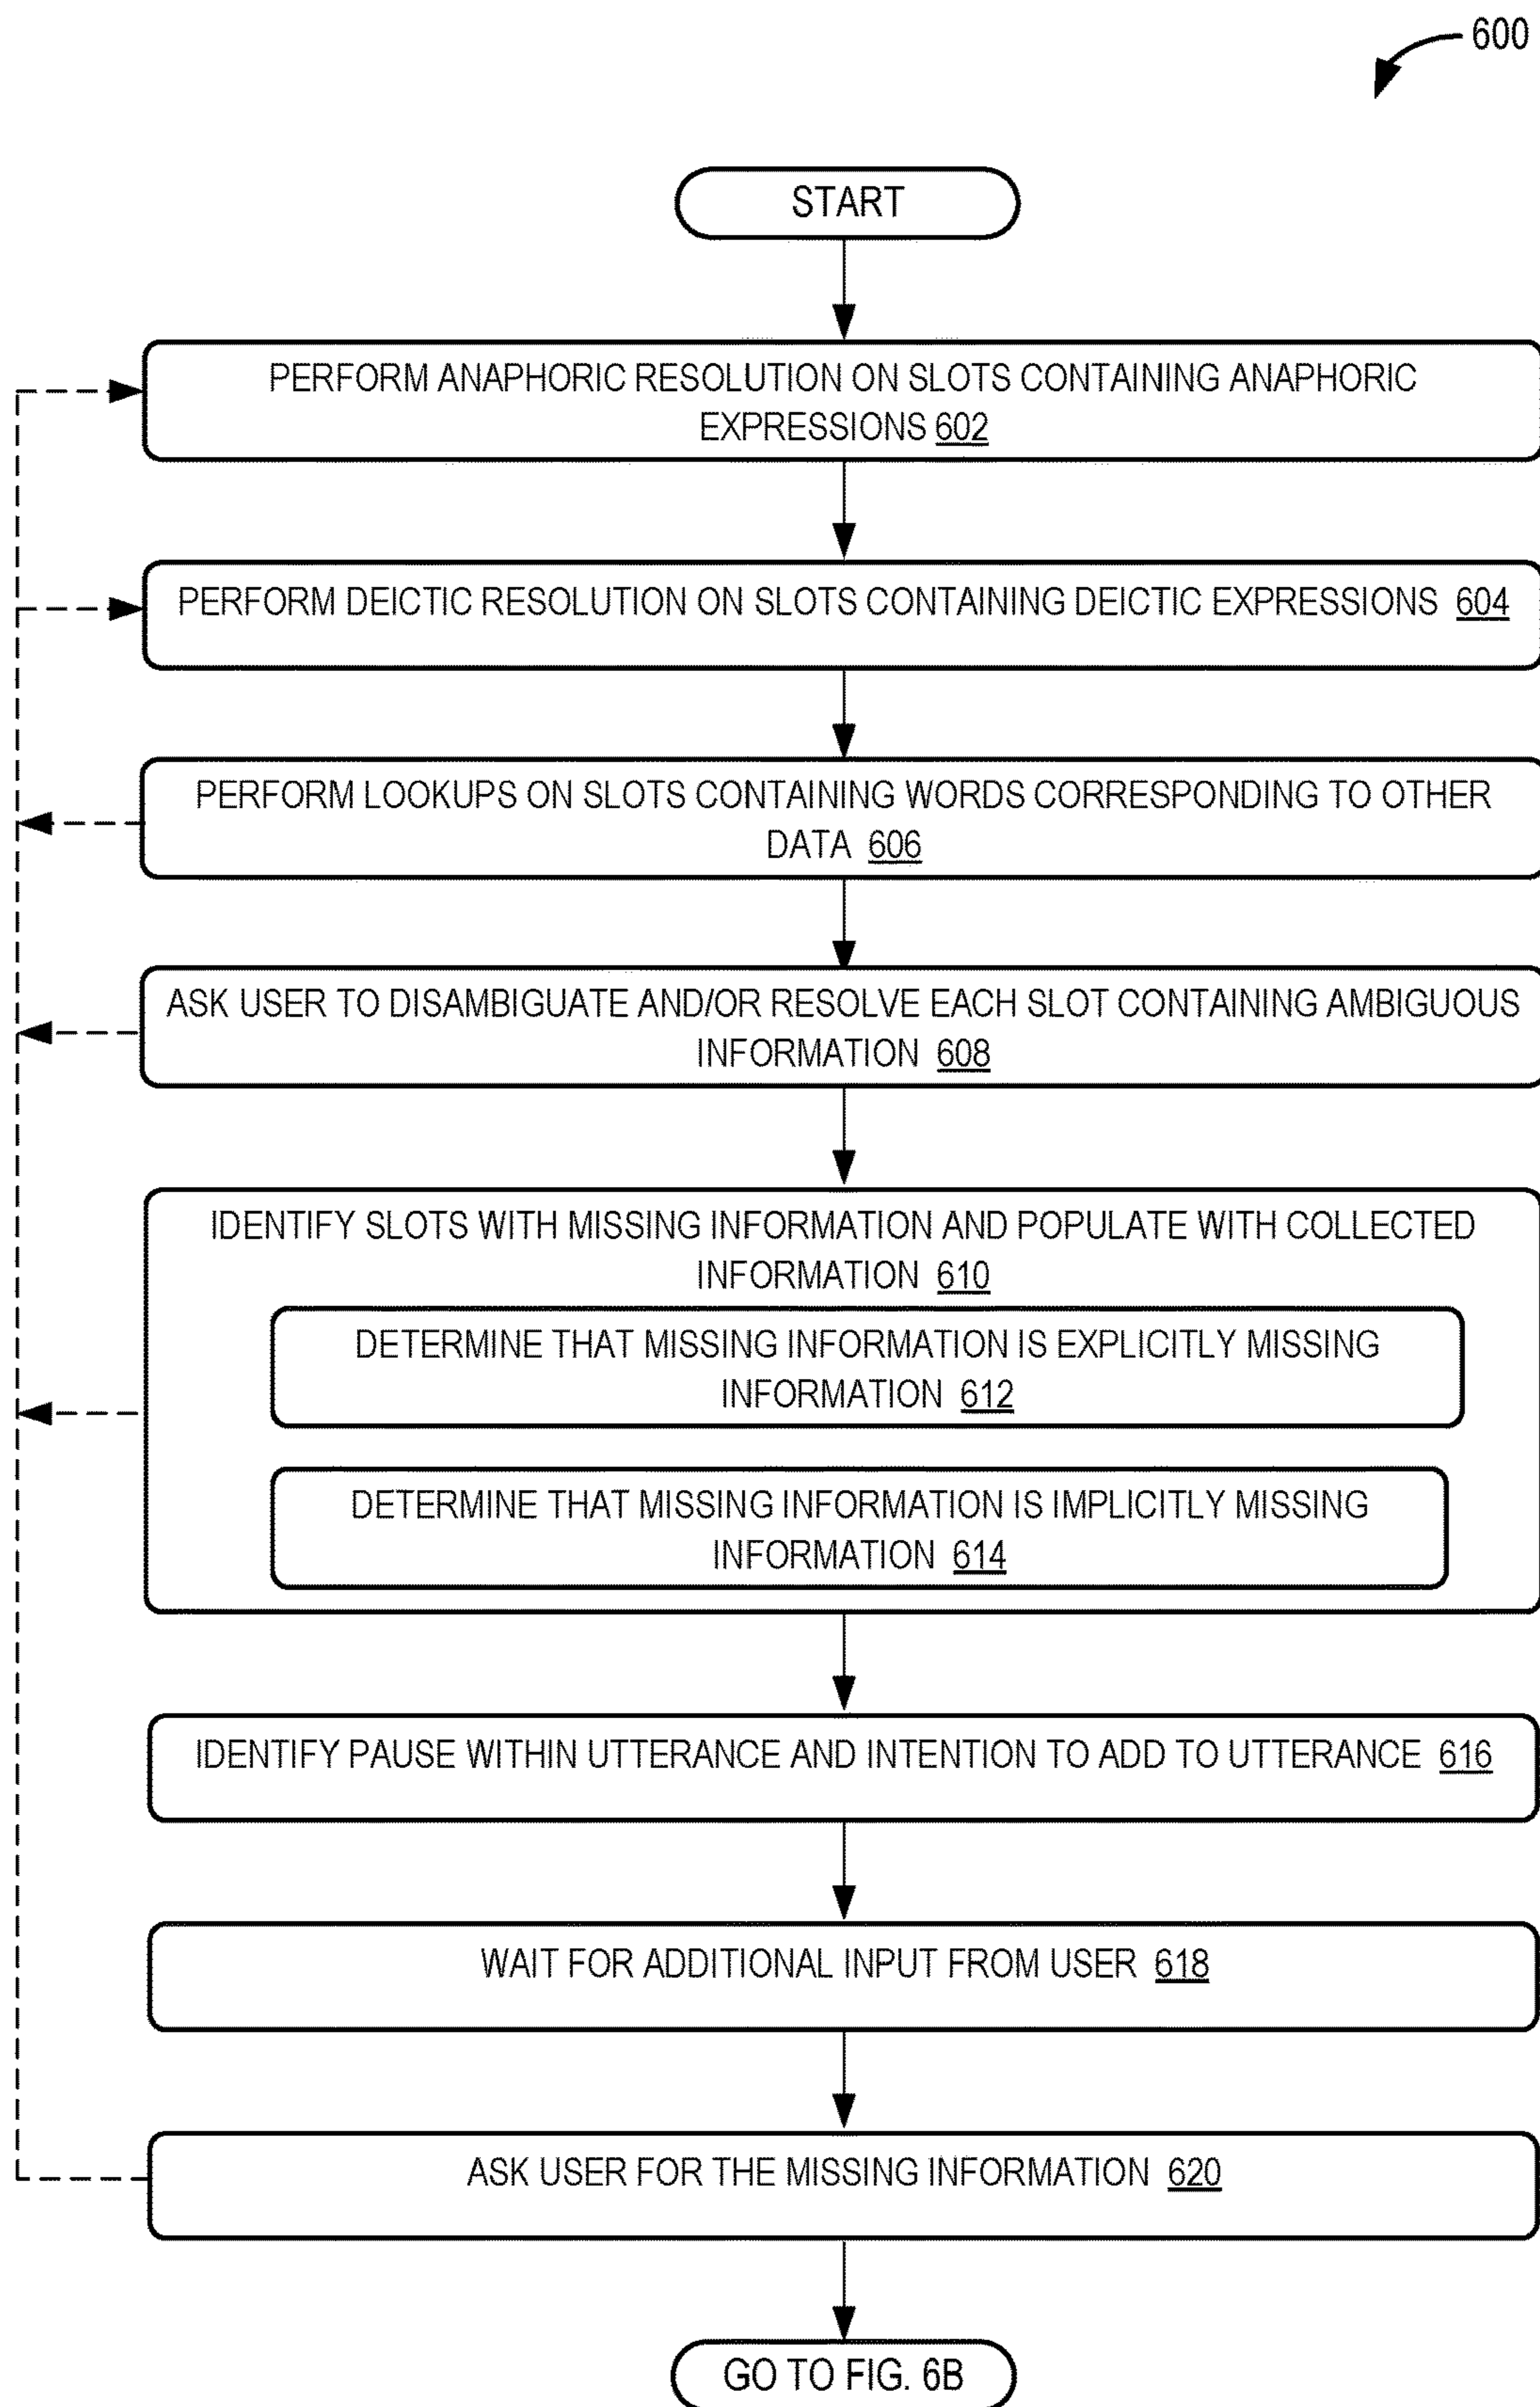 600
START
PERFORM ANAPHORIC RESOLUTION ON SLOTS CONTAINING ANAPHORIC
EXPRESSIONS 602
PERFORM DEICTIC RESOLUTION ON SLOTS CONTAINING DEICTIC EXPRESSIONS 604
PERFORM LOOKUPS ON SLOTS CONTAINING WORDS CORRESPONDING TO OTHER
DATA 606
ASK USER TO DISAMBIGUATE AND/OR RESOLVE EACH SLOT CONTAINING AMBIGUOUS
INFORMATION 608
IDENTIFY SLOTS WITH MISSING INFORMATION AND POPULATE WITH COLLECTED
INFORMATION 610
DETERMINE THAT MISSING INFORMATION IS EXPLICITLY MISSING
INFORMATION 612
DETERMINE THAT MISSING INFORMATION IS IMPLICITLY MISSING
INFORMATION 614
IDENTIFY PAUSE WITHIN UTTERANCE AND INTENTION TO ADD TO UTTERANCE 616
WAIT FOR ADDITIONAL INPUT FROM USER 618
ASK USER FOR THE MISSING INFORMATION 620
GO TO FIG. 6B